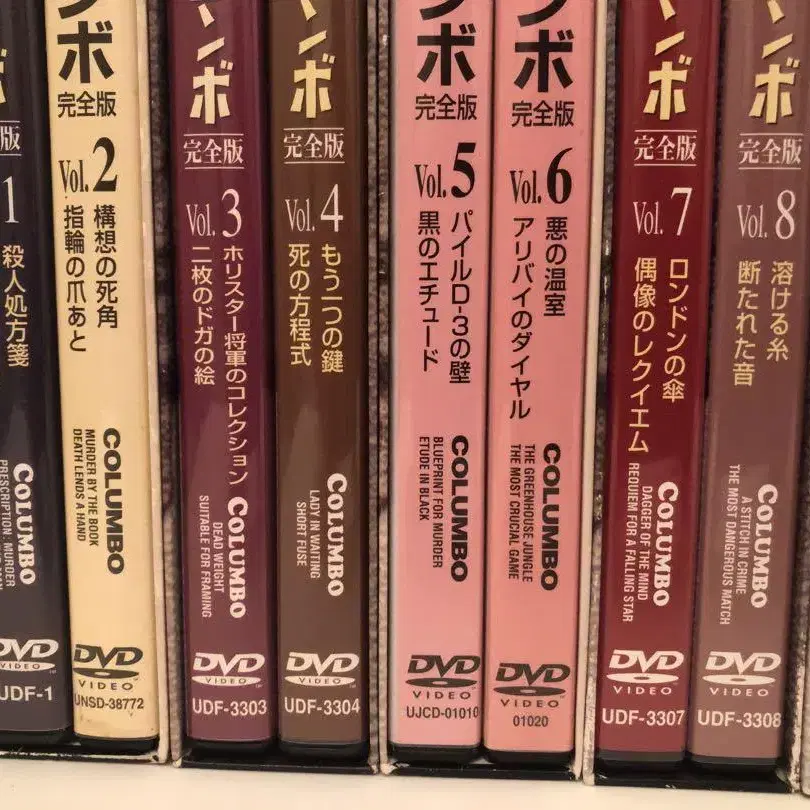 ボ
版
1
殺人処方箋
COLUMBO
PRESCRIPTION: MURDER
DVD
VIDEO
UDF-1
ンボ
完全版
Vol.2
構想の死角
指輪の爪あと
COLUMBO
MURDER BY THE BOOK
DEATH LENDS A HAND
DVD
VIDEO
UNSD-38772
ンボ
完全版
Vol.3
ホリスター将軍のコレクション
二枚のドガの絵
COLUMBO
DEAD WEIGHT
SUITABLE FOR FRAMING
DVD
VIDEO
UDF-3303
ンボ
完全版
Vol.4
もう一つの鍵
死の方程式
COLUMBO
LADY IN WAITING
SHORT FUSE
DVD
VIDEO
UDF-3304
ンボ
完全版
Vol.5
パイルD-3の壁
黒のエチュード
COLUMBO
BLUEPRINT FOR MURDER
ETUDE IN BLACK
DVD
VIDEO
UJCD-01010
ンボ
完全版
Vol.6
悪の温室
アリバイのダイヤル
COLUMBO
THE GREENHOUSE JUNGLE
THE MOST CRUCIAL GAME
DVD
VIDEO
01020
ンボ
完全版
Vol.7
ロンドンの傘
偶像のレクイエム
COLUMBO
DAGGER OF THE MIND
REQUIEM FOR A FALLING STAR
DVD
VIDEO
UDF-3307
ンボ
完全版
Vol.8
溶ける糸
断たれた音
COLUMBO
A STITCH IN CRIME
THE MOST DANGEROUS MATCH
DVD
VIDEO
UDF-3308